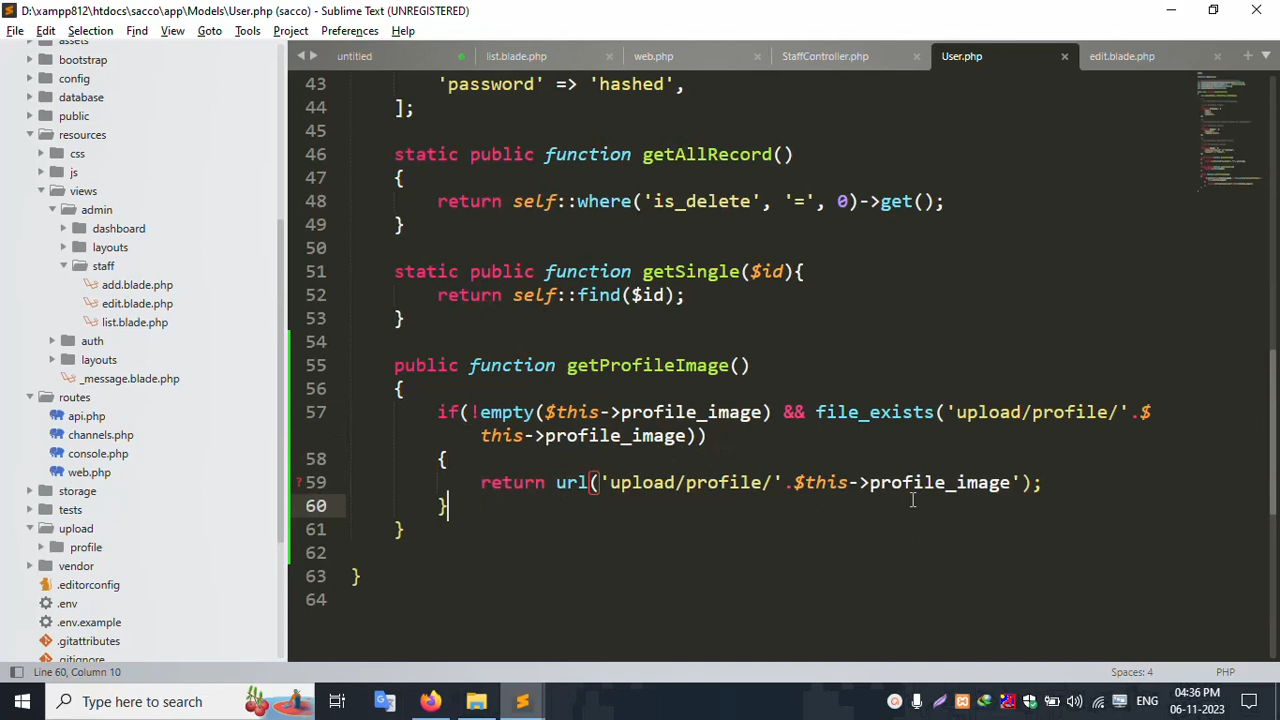 D:\xampp812\htdocs\sacco\app\Models\User.php (sacco) - Sublime Text (UNREGISTERED)
File Edit Selection Find View Goto Tools Project Preferences Help
untitled list.blade.php web.php StaffController.php User.php edit.blade.php
assets
bootstrap
config
database
public
resources
css
js
views
admin
dashboard
layouts
staff
add.blade.php
edit.blade.php
list.blade.php
auth
layouts
_message.blade.php
routes
api.php
channels.php
console.php
web.php
storage
tests
upload
profile
vendor
.editorconfig
.env
.env.example
.gitattributes
.gitignore
43 'password' => 'hashed',
44 ];
45
46 static public function getAllRecord()
47 {
48 return self::where('is_delete', '=', 0)->get();
49 }
50
51 static public function getSingle($id){
52 return self::find($id);
53 }
54
55 public function getProfileImage()
56 {
57 if(!empty($this->profile_image) && file_exists('upload/profile/'.$
this->profile_image))
58 {
? 59 return url('upload/profile/'.$this->profile_image');
60 }
61 }
62
63 }
64
Line 60, Column 10 Spaces: 4 PHP
Type here to search
04:36 PM
06-11-2023